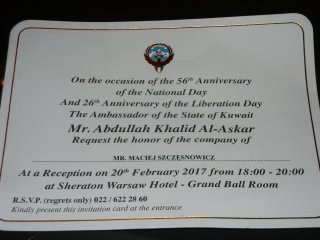 On the occasion of the 56th Anniversary
of the National Day
And 26th Anniversary of the Liberation Day
The Ambassador of the State of Kuwait
Mr. Abdullah Khalid Al-Askar
Request the honor of the company of
MR. MACIEJ SZCZĘSNOWICZ
At a Reception on 20th February 2017 from 18:00 - 20:00
at Sheraton Warsaw Hotel - Grand Ball Room
R.S.V.P. (regrets only) 022 / 622 28 60
Kindly present this invitation card at the entrance